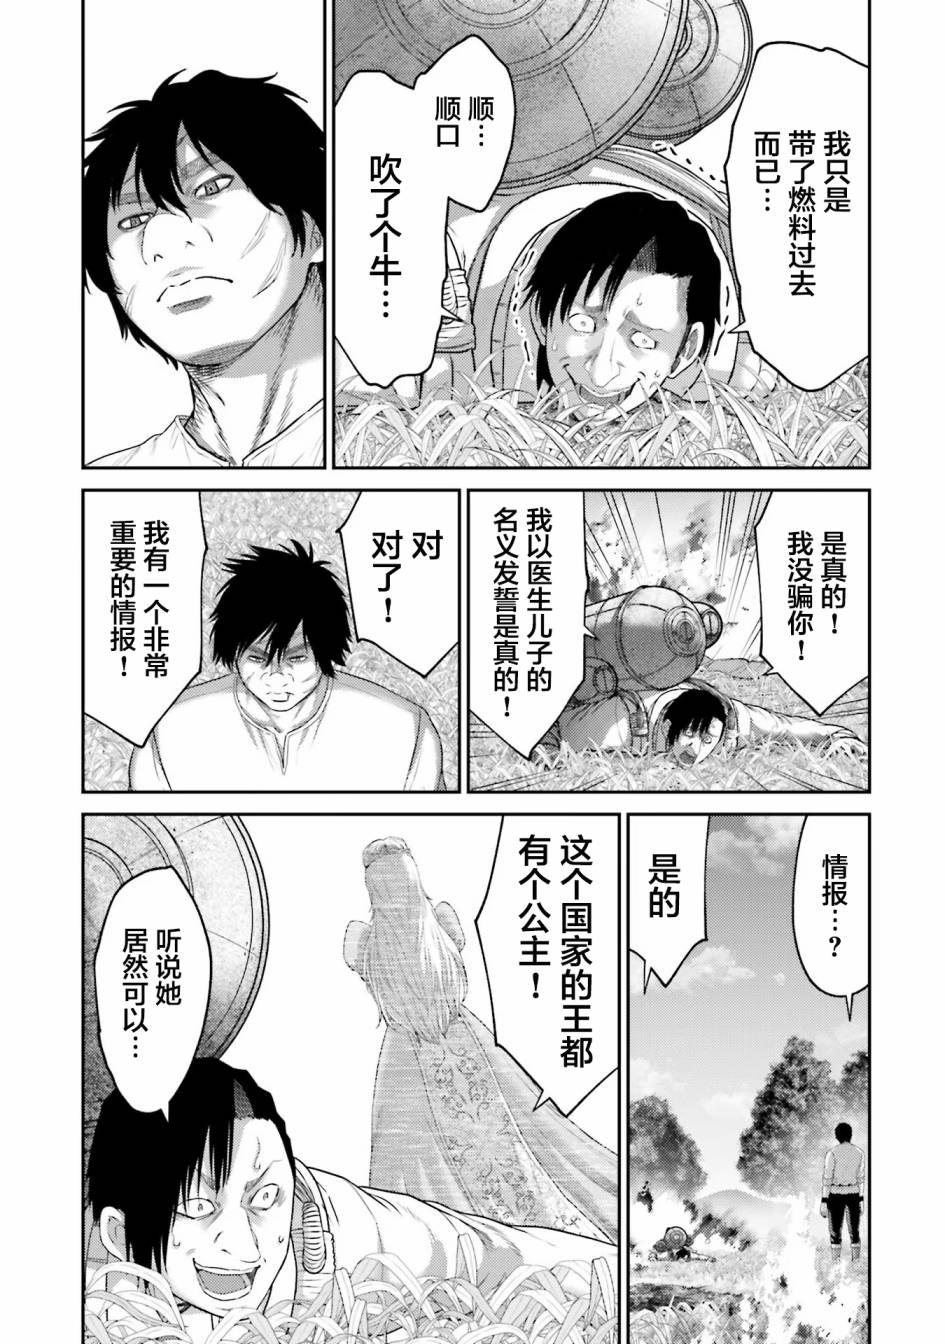 我只是
带了燃料过去
而已…
顺…
顺口
吹了个牛…
是真的！
我没骗你！
我以医生儿子的
名义发誓是真的！
对
对了！
我有一个非常
重要的情报！
情报…?
是的
这个国家的王都
有个公主！
听说她
居然可以…